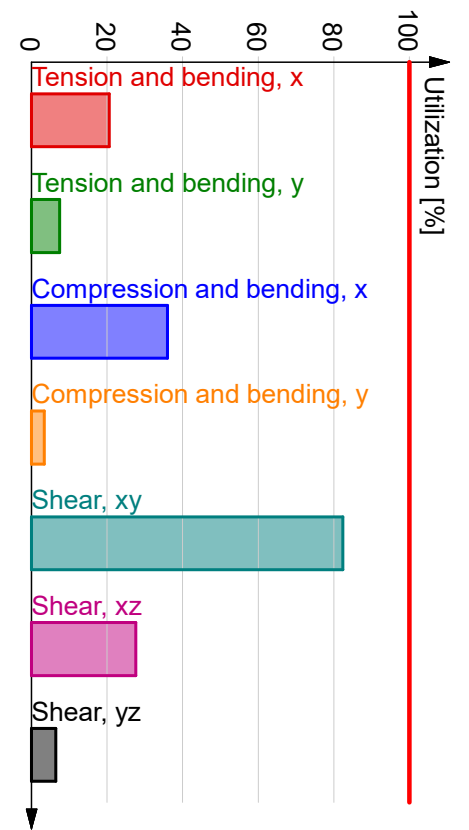 0
20
40
60
80
100
Utilization [%]
Tension and bending, x
Tension and bending, y
Compression and bending, x
Compression and bending, y
Shear, xy
Shear, xz
Shear, yz